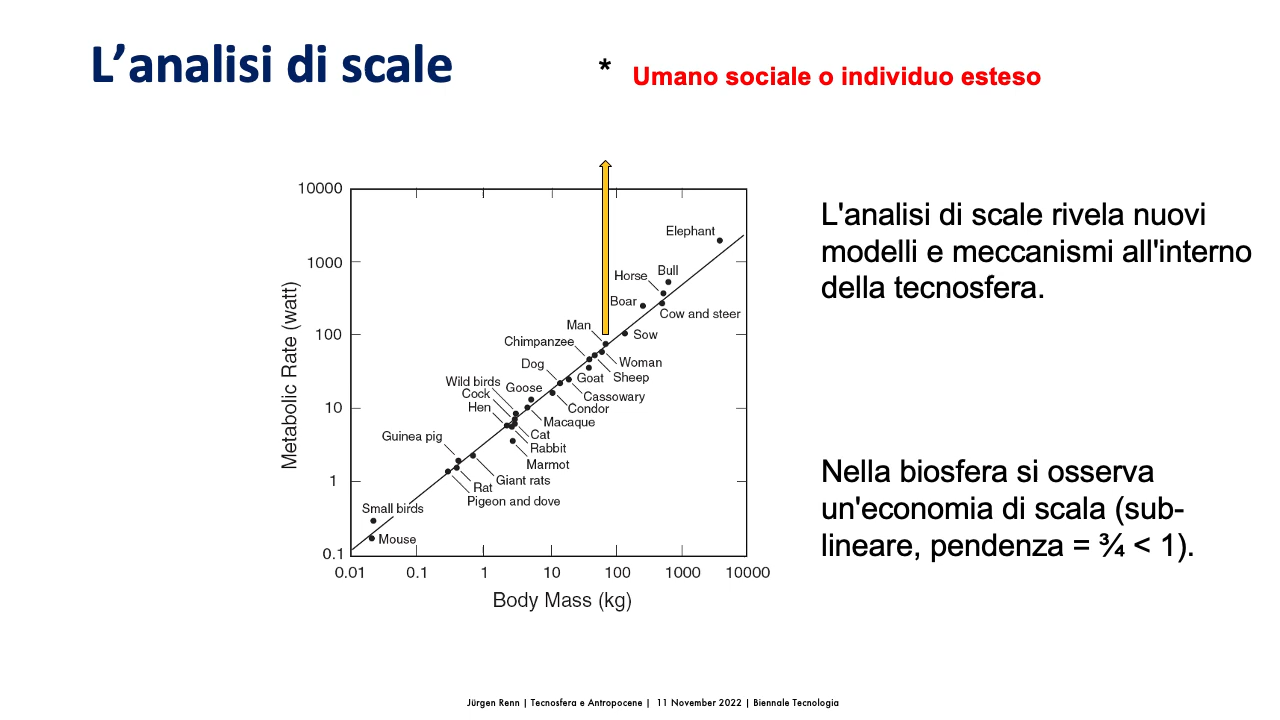 L’analisi di scale
* Umano sociale o individuo esteso
10000
1000
100
10
1
0.1
Metabolic Rate (watt)
Elephant
Bull
Horse
Boar
Cow and steer
Man
Sow
Chimpanzee
Woman
Dog
Goat
Sheep
Wild birds
Goose
Cassowary
Cock
Condor
Hen
Macaque
Cat
Guinea pig
Rabbit
Marmot
Giant rats
Rat
Pigeon and dove
Small birds
Mouse
0.01 0.1 1 10 100 1000 10000
Body Mass (kg)
L'analisi di scale rivela nuovi
modelli e meccanismi all'interno
della tecnosfera.
Nella biosfera si osserva
un'economia di scala (sub-
lineare, pendenza = ¾ < 1).
Jürgen Renn | Tecnosfera e Antropocene | 11 November 2022 | Biennale Tecnologia